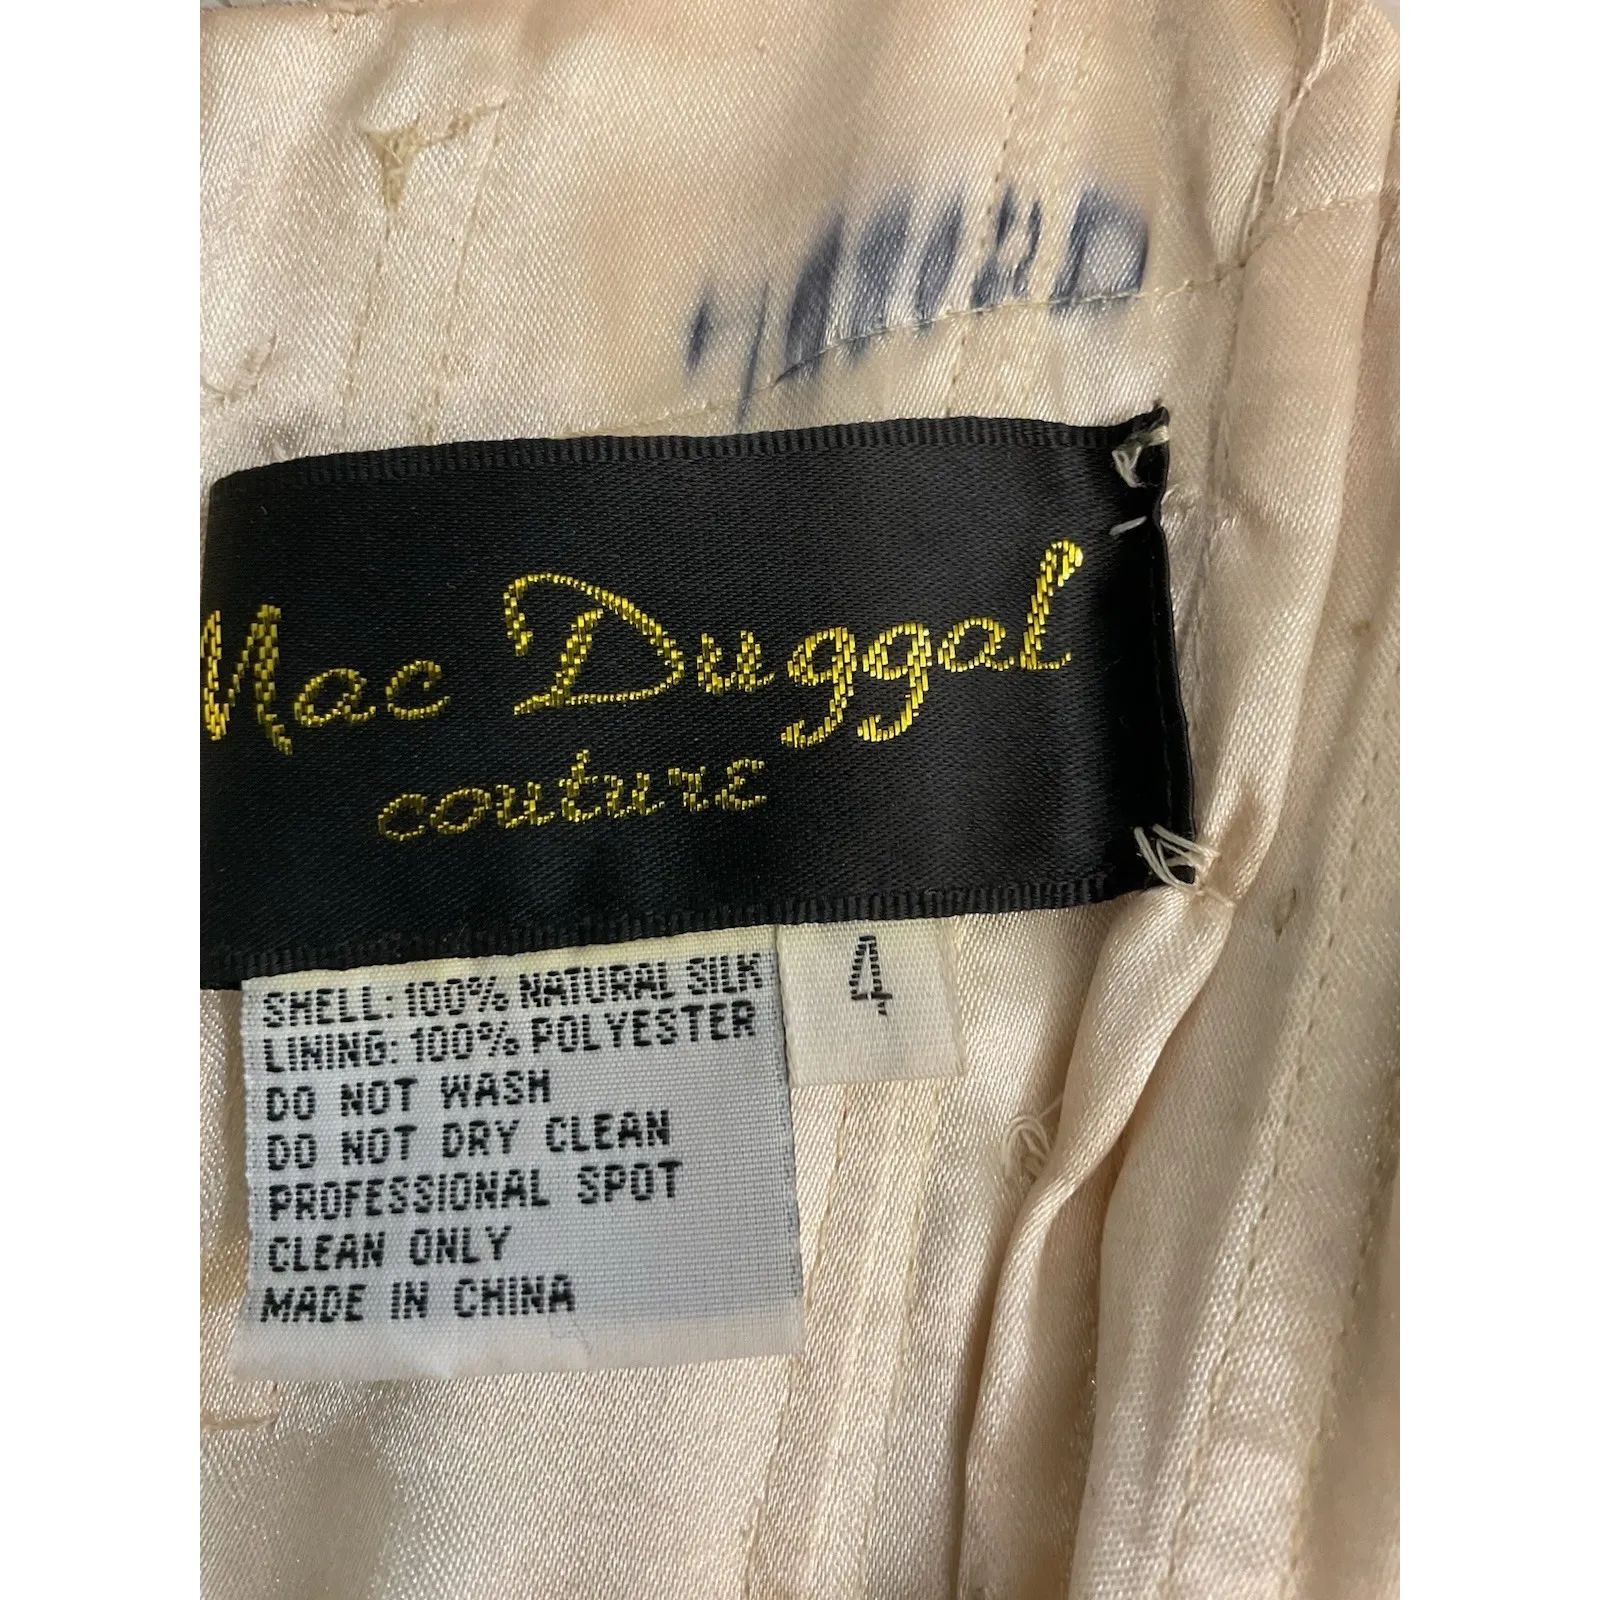 Mac Duggal
couture
4
SHELL: 100% NATURAL SILK
LINING: 100% POLYESTER
DO NOT WASH
DO NOT DRY CLEAN
PROFESSIONAL SPOT
CLEAN ONLY
MADE IN CHINA